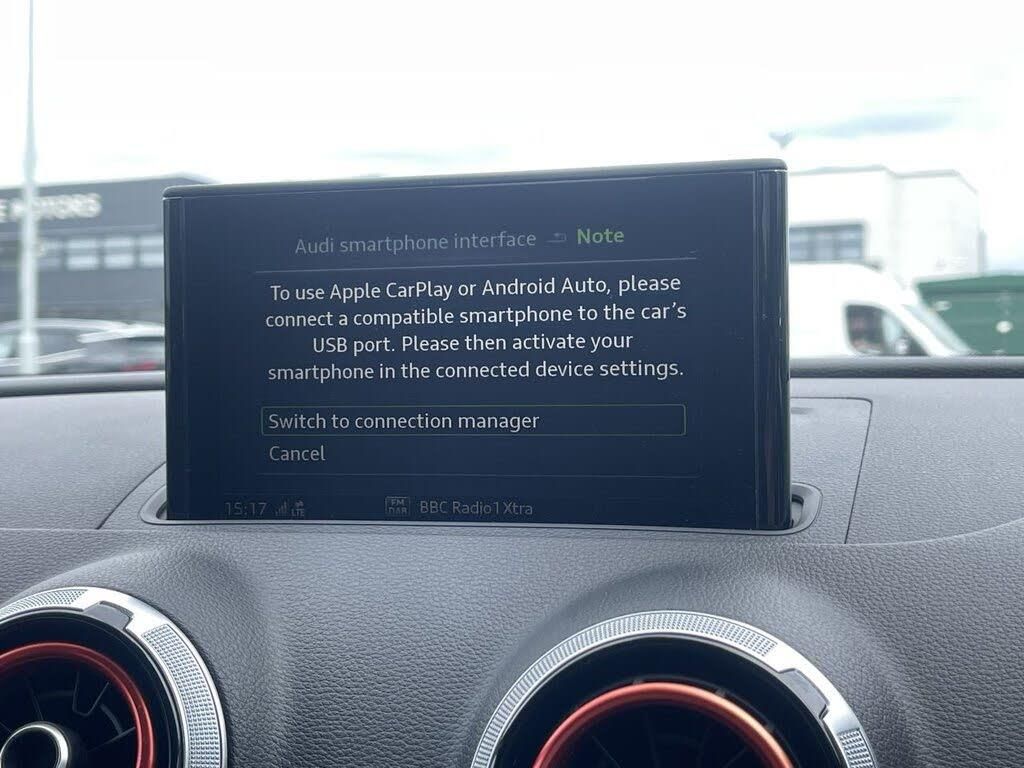 MOTORS
Audi smartphone interface Note
To use Apple CarPlay or Android Auto, please
connect a compatible smartphone to the car's
USB port. Please then activate your
smartphone in the connected device settings.
Switch to connection manager
Cancel
15:17 LTE FM DAB BBC Radio1Xtra